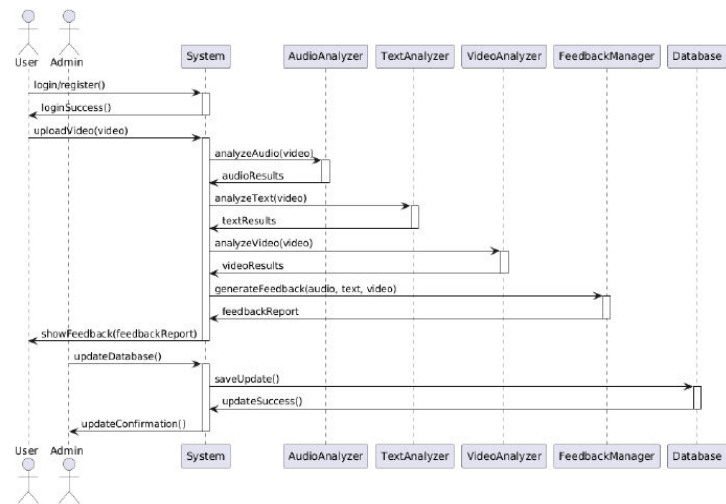 User Admin System AudioAnalyzer TextAnalyzer VideoAnalyzer FeedbackManager Database
login/register()
loginSuccess()
uploadVideo(video)
analyzeAudio(video)
audioResults
analyzeText(video)
textResults
analyzeVideo(video)
videoResults
generateFeedback(audio, text, video)
feedbackReport
showFeedback(feedbackReport)
updateDatabase()
saveUpdate()
updateSuccess()
updateConfirmation()
User Admin System AudioAnalyzer TextAnalyzer VideoAnalyzer FeedbackManager Database